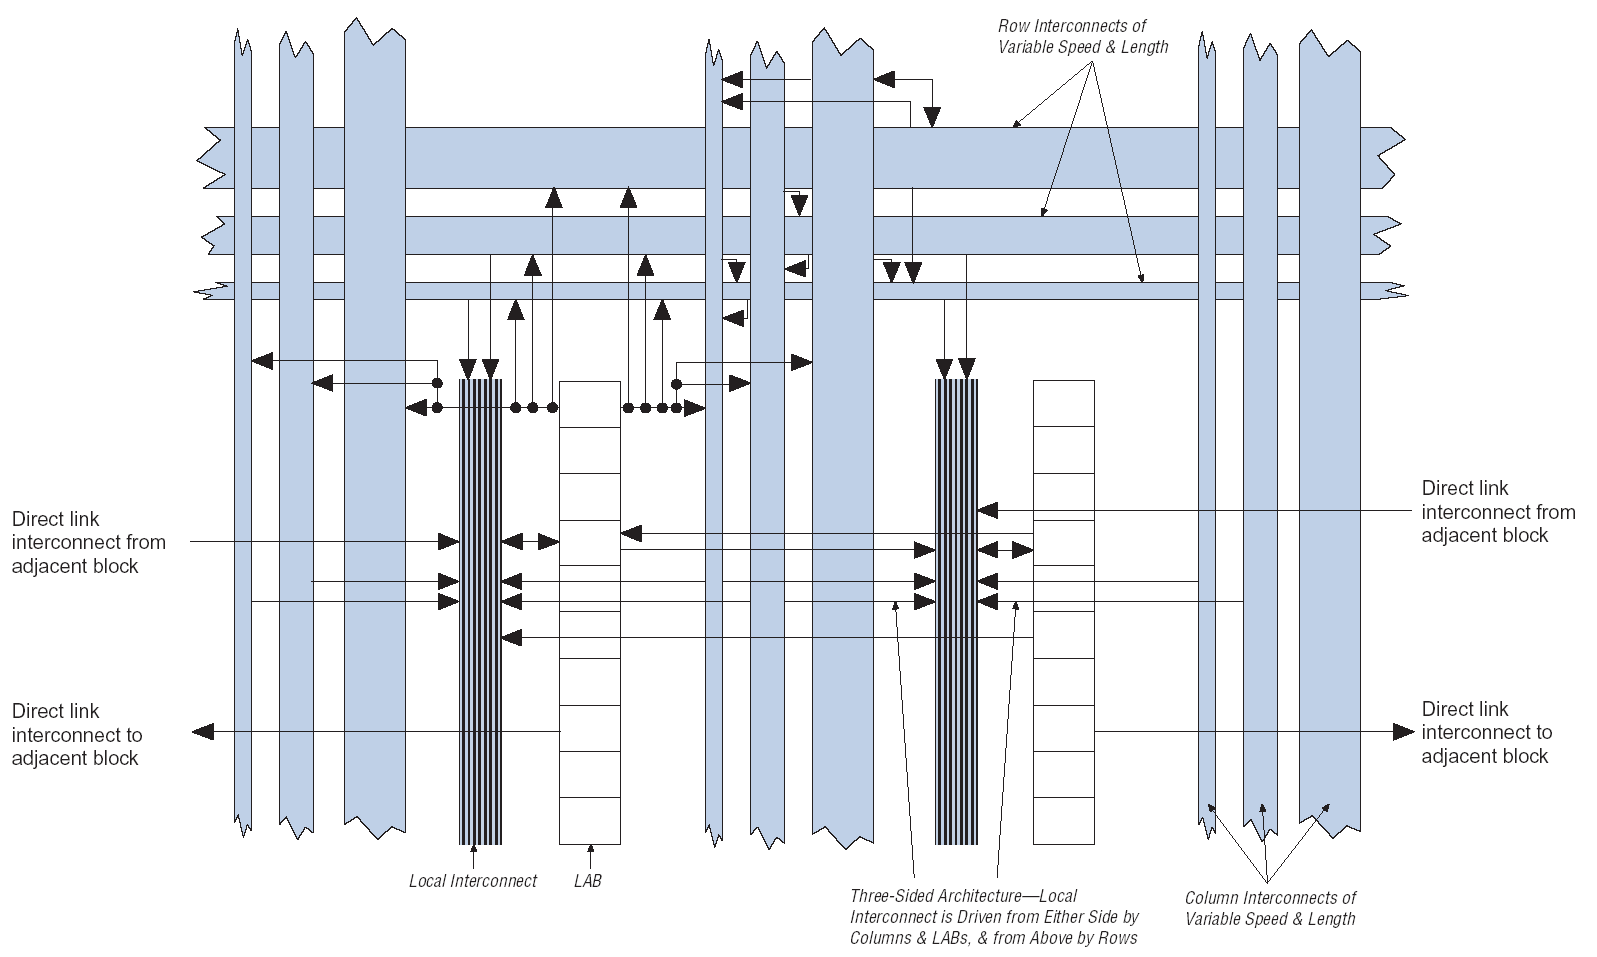 Row Interconnects of
Variable Speed & Length
Direct link
interconnect from
adjacent block
Direct link
interconnect from
adjacent block
Direct link
interconnect to
adjacent block
Direct link
interconnect to
adjacent block
Local Interconnect
LAB
Three-Sided Architecture—Local
Interconnect is Driven from Either Side by
Columns & LABs, & from Above by Rows
Column Interconnects of
Variable Speed & Length